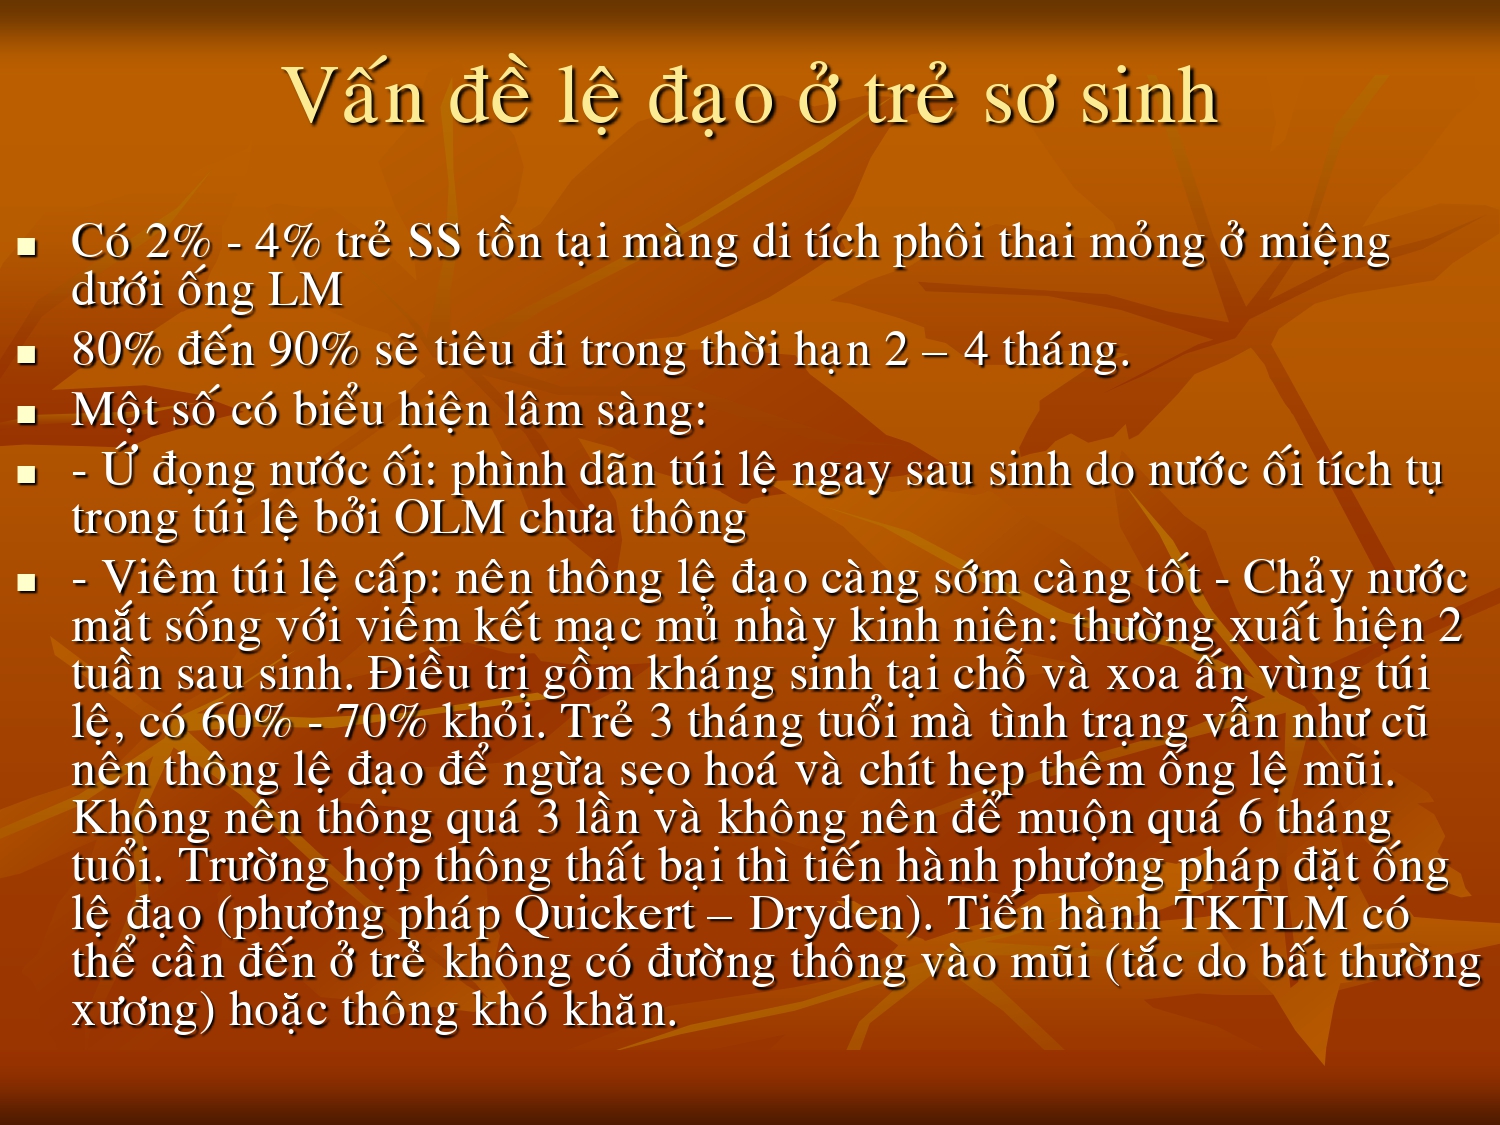 Vấn đề lệ đạo ở trẻ sơ sinh
Có 2% - 4% trẻ SS tồn tại màng di tích phôi thai mỏng ở miệng
dưới ống LM
80% đến 90% sẽ tiêu đi trong thời hạn 2 – 4 tháng.
Một số có biểu hiện lâm sàng:
- Ứ đọng nước ối: phình dãn túi lệ ngay sau sinh do nước ối tích tụ
trong túi lệ bởi OLM chưa thông
- Viêm túi lệ cấp: nên thông lệ đạo càng sớm càng tốt - Chảy nước
mắt sống với viêm kết mạc mủ nhày kinh niên: thường xuất hiện 2
tuần sau sinh. Điều trị gồm kháng sinh tại chỗ và xoa ấn vùng túi
lệ, có 60% - 70% khỏi. Trẻ 3 tháng tuổi mà tình trạng vẫn như cũ
nên thông lệ đạo để ngừa sẹo hoá và chít hẹp thêm ống lệ mũi.
Không nên thông quá 3 lần và không nên để muộn quá 6 tháng
tuổi. Trường hợp thông thất bại thì tiến hành phương pháp đặt ống
lệ đạo (phương pháp Quickert – Dryden). Tiến hành TKTLM có
thể cần đến ở trẻ không có đường thông vào mũi (tắc do bất thường
xương) hoặc thông khó khăn.